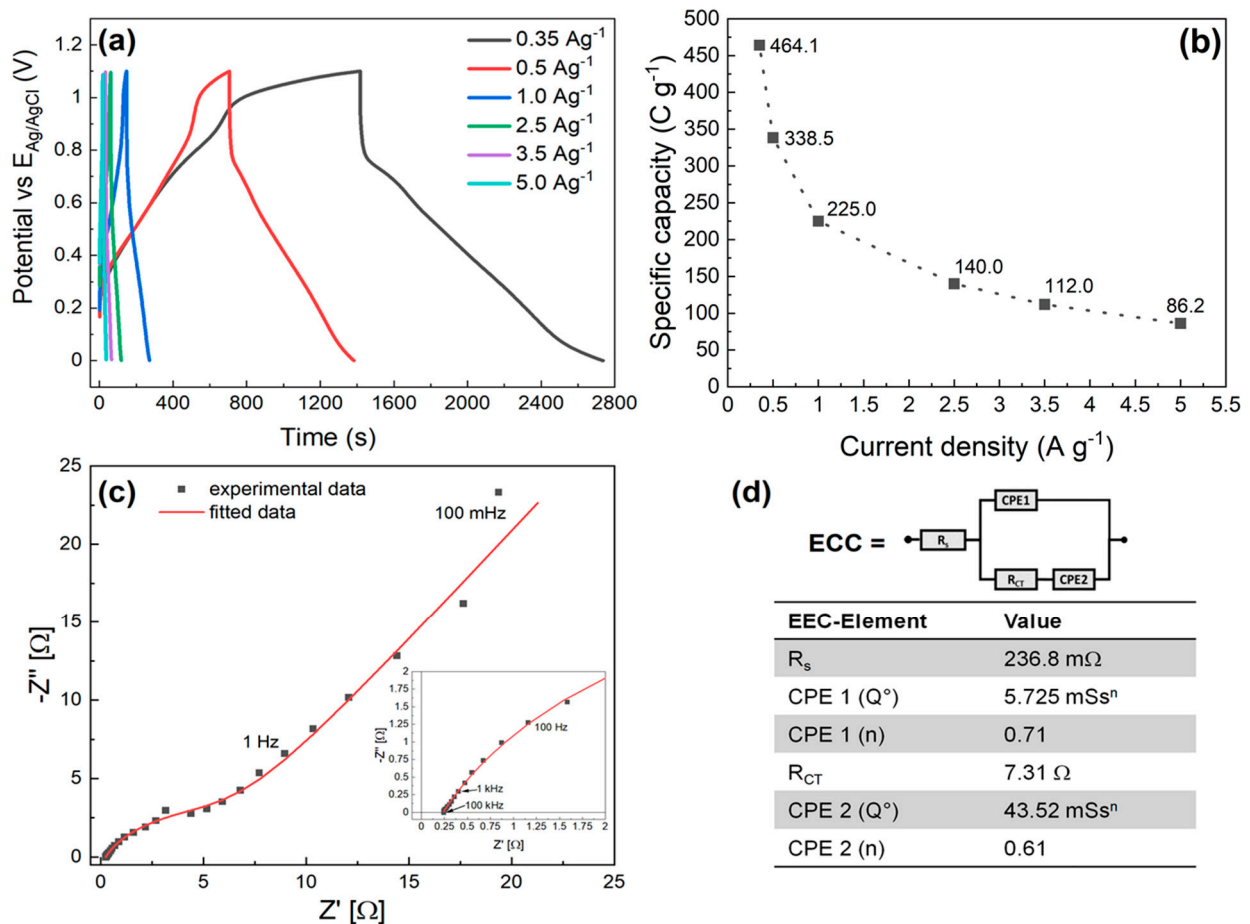 (a)
0.35 Ag⁻¹
0.5 Ag⁻¹
1.0 Ag⁻¹
2.5 Ag⁻¹
3.5 Ag⁻¹
5.0 Ag⁻¹
Potential vs E_Ag/AgCl (V)
1.2
1
0.8
0.6
0.4
0.2
0
0 400 800 1200 1600 2000 2400 2800
Time (s)
(b)
Specific capacity (C g⁻¹)
500
450
400
350
300
250
200
150
100
50
0
464.1
338.5
225.0
140.0
112.0
86.2
0.5 1 1.5 2 2.5 3 3.5 4 4.5 5 5.5
Current density (A g⁻¹)
(c)
experimental data
fitted data
100 mHz
1 Hz
-Z'' [Ω]
25
20
15
10
5
0
0 5 10 15 20 25 30
Z' [Ω]
-Z'' [Ω]
2
1.75
1.5
1.25
1
0.75
0.5
0.25
0
100 Hz
1 kHz
100 kHz
0 0.25 0.5 0.75 1 1.25 1.5 1.75 2
Z' [Ω]
(d)
ECC =
CPE1
R_s
R_CT
CPE2
EEC-Element Value
R_s 236.8 mΩ
CPE 1 (Q°) 5.725 mSsⁿ
CPE 1 (n) 0.71
R_CT 7.31 Ω
CPE 2 (Q°) 43.52 mSsⁿ
CPE 2 (n) 0.61